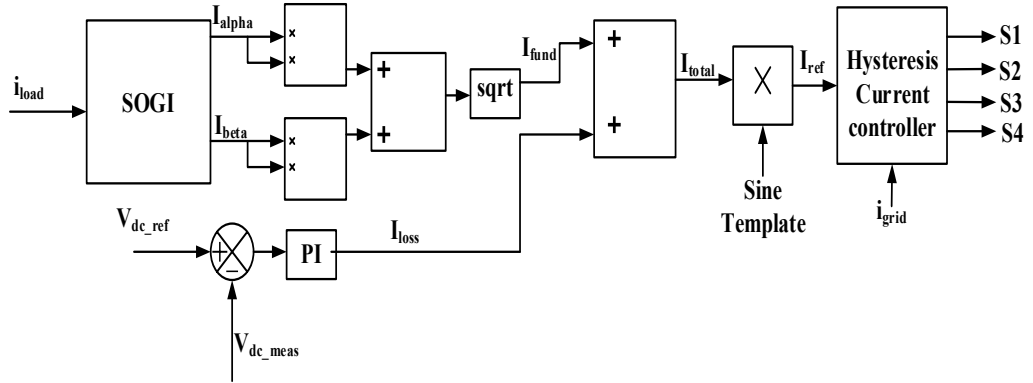 i_load
SOGI
I_alpha
I_beta
×
×
×
×
+
+
sqrt
I_fund
+
+
I_total
×
Sine
Template
I_ref
Hysteresis
Current
controller
i_grid
S1
S2
S3
S4
V_dc_ref
+
−
V_dc_meas
PI
I_loss